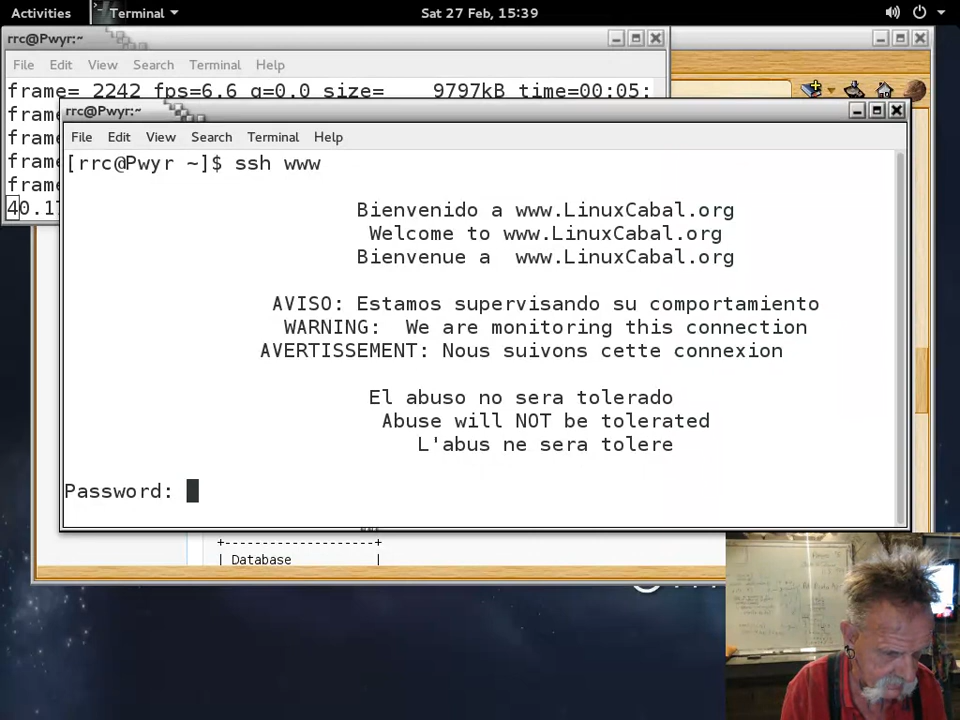 Activities
Terminal
Sat 27 Feb, 15:39
rrc@Pwyr:~
File Edit View Search Terminal Help
frame= 2242 fps=6.6 q=0.0 size= 9797kB time=00:05:
frame
frame
frame
frame
rrc@Pwyr:~
File Edit View Search Terminal Help
[rrc@Pwyr ~]$ ssh www
Bienvenido a www.LinuxCabal.org
Welcome to www.LinuxCabal.org
Bienvenue a www.LinuxCabal.org
AVISO: Estamos supervisando su comportamiento
WARNING: We are monitoring this connection
AVERTISSEMENT: Nous suivons cette connexion
El abuso no sera tolerado
Abuse will NOT be tolerated
L'abus ne sera tolere
Password:
+--------------------+
| Database |